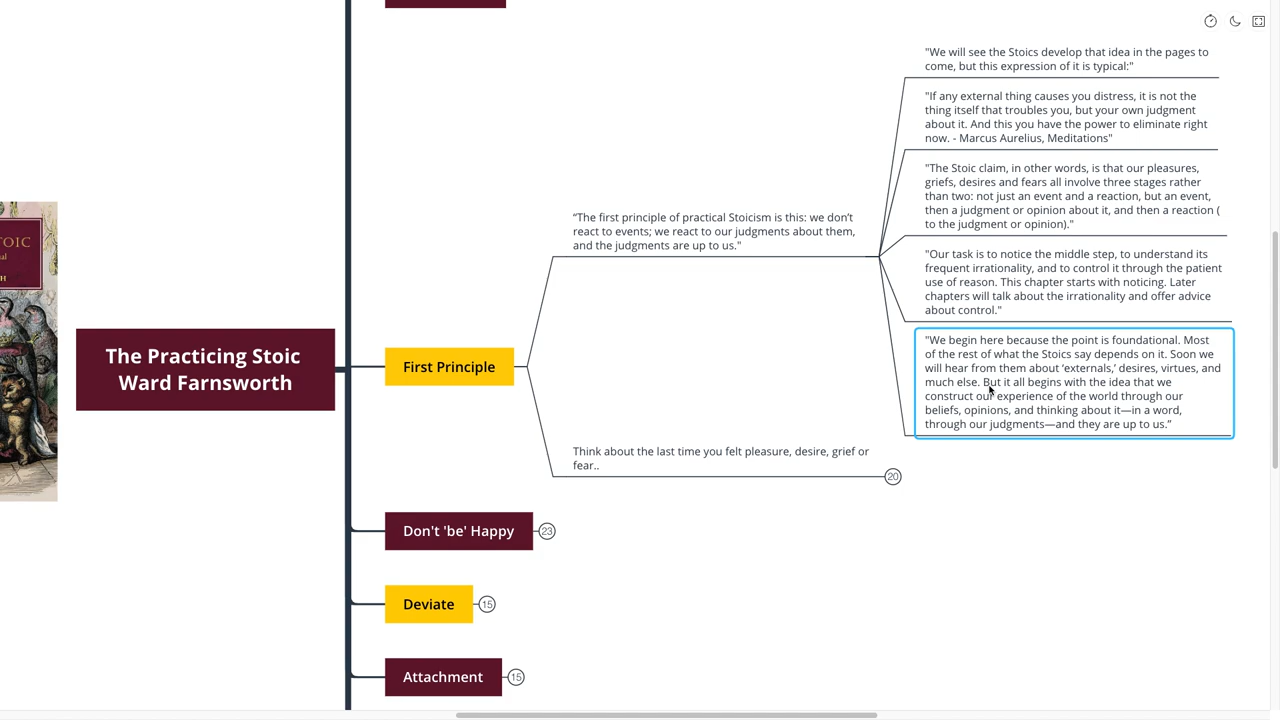 "We will see the Stoics develop that idea in the pages to
come, but this expression of it is typical:"
"If any external thing causes you distress, it is not the
thing itself that troubles you, but your own judgment
about it. And this you have the power to eliminate right
now. - Marcus Aurelius, Meditations"
"The Stoic claim, in other words, is that our pleasures,
griefs, desires and fears all involve three stages rather
than two: not just an event and a reaction, but an event,
then a judgment or opinion about it, and then a reaction (
to the judgment or opinion)."
“The first principle of practical Stoicism is this: we don’t
react to events; we react to our judgments about them,
and the judgments are up to us."
"Our task is to notice the middle step, to understand its
frequent irrationality, and to control it through the patient
use of reason. This chapter starts with noticing. Later
chapters will talk about the irrationality and offer advice
about control."
"We begin here because the point is foundational. Most
of the rest of what the Stoics say depends on it. Soon we
will hear from them about ‘externals,’ desires, virtues, and
much else. But it all begins with the idea that we
construct our experience of the world through our
beliefs, opinions, and thinking about it—in a word,
through our judgments—and they are up to us.”
The Practicing Stoic
Ward Farnsworth
First Principle
Think about the last time you felt pleasure, desire, grief or
fear..
20
Don't 'be' Happy
23
Deviate
15
Attachment
15